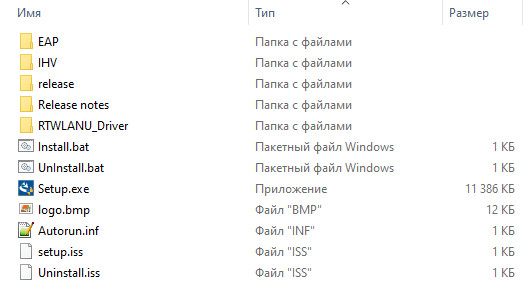 Имя Тип Размер
EAP Папка с файлами
IHV Папка с файлами
release Папка с файлами
Release notes Папка с файлами
RTWLANU_Driver Папка с файлами
Install.bat Пакетный файл Windows 1 КБ
UnInstall.bat Пакетный файл Windows 1 КБ
Setup.exe Приложение 11 386 КБ
logo.bmp Файл "BMP" 12 КБ
Autorun.inf Файл "INF" 1 КБ
setup.iss Файл "ISS" 1 КБ
Uninstall.iss Файл "ISS" 1 КБ